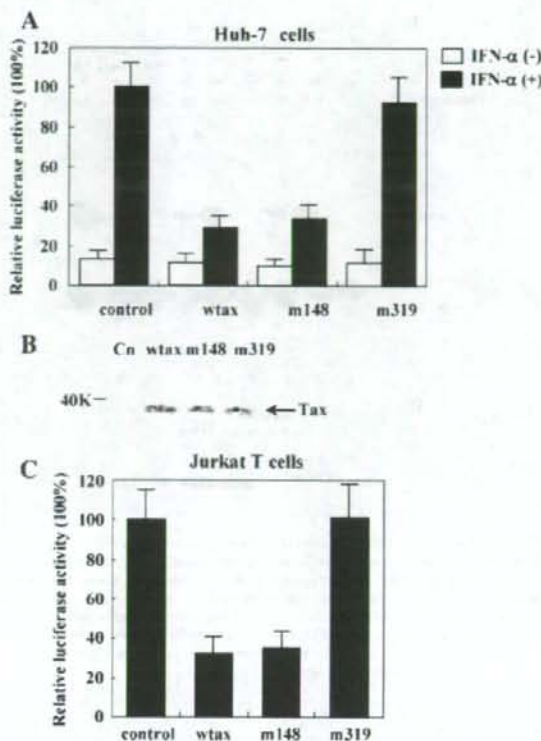 A
Huh-7 cells
IFN-α (-)
IFN-α (+)
Relative luciferase activity (100%)
120
100
80
60
40
20
0
control wtax m148 m319
B
Cn wtax m148 m319
40K
Tax
C
Jurkat T cells
Relative luciferase activity (100%)
120
100
80
60
40
20
0
control wtax m148 m319